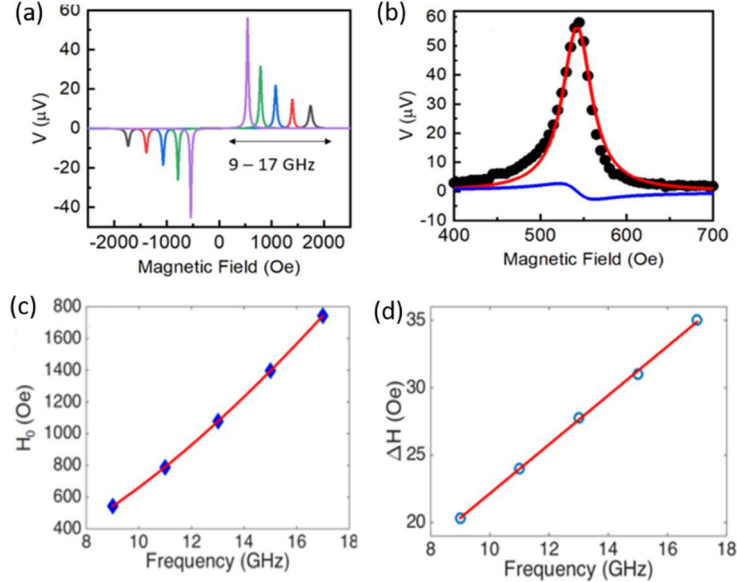 (a)
60
40
20
0
-20
-40
V (μV)
9 – 17 GHz
-2000 -1000 0 1000 2000
Magnetic Field (Oe)
(b)
60
50
40
30
20
10
0
-10
V (μV)
400 500 600 700
Magnetic Field (Oe)
(c)
800
1600
1400
1200
1000
800
600
400
H0 (Oe)
8 10 12 14 16 18
Frequency (GHz)
(d)
35
30
25
20
ΔH (Oe)
8 10 12 14 16 18
Frequency (GHz)